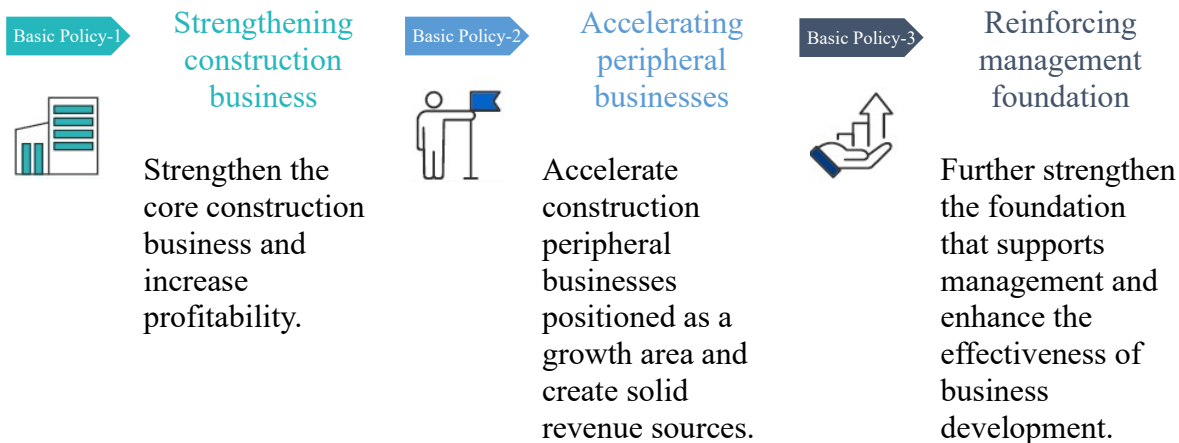 Basic Policy-1
Strengthening
construction
business
Strengthen the
core construction
business and
increase
profitability.
Basic Policy-2
Accelerating
peripheral
businesses
Accelerate
construction
peripheral
businesses
positioned as a
growth area and
create solid
revenue sources.
Basic Policy-3
Reinforcing
management
foundation
Further strengthen
the foundation
that supports
management and
enhance the
effectiveness of
business
development.